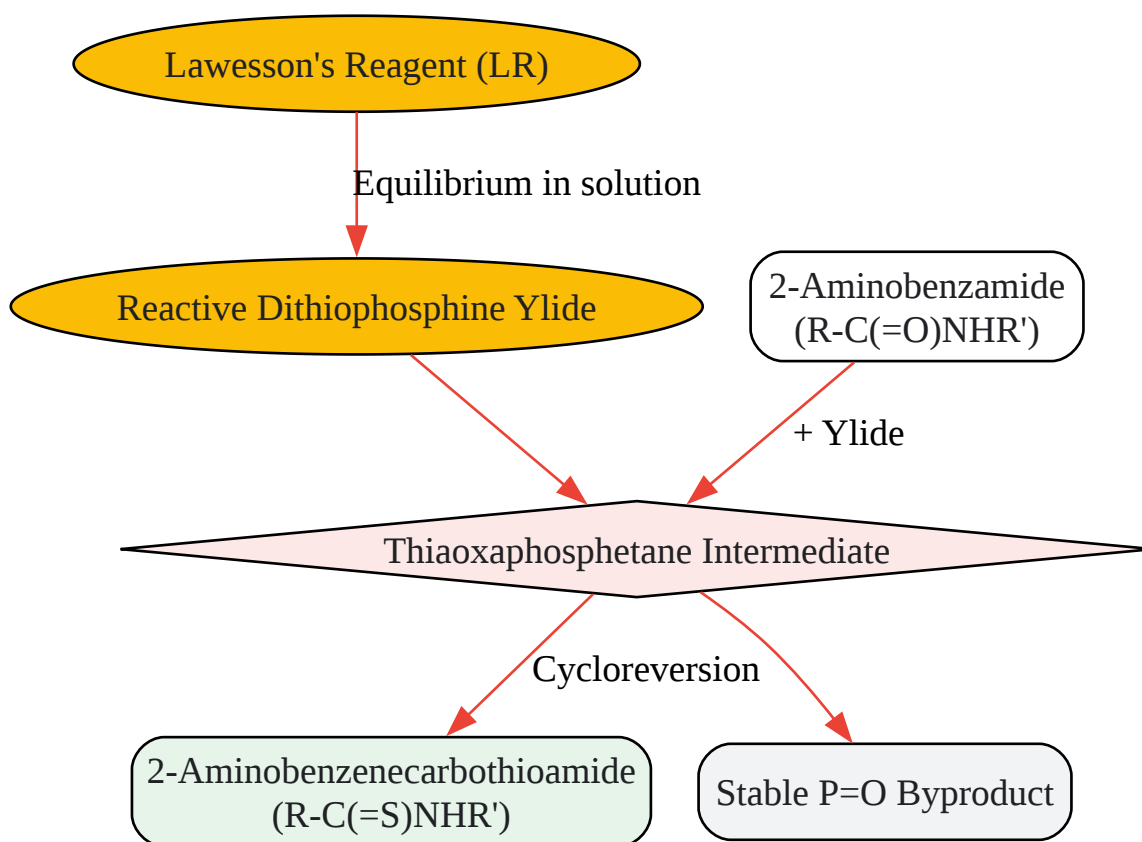 Lawesson's Reagent (LR)
Equilibrium in solution
Reactive Dithiophosphine Ylide
2-Aminobenzamide
(R-C(=O)NHR')
+ Ylide
Thiaoxaphosphetane Intermediate
Cycloreversion
2-Aminobenzenecarbothioamide
(R-C(=S)NHR')
Stable P=O Byproduct